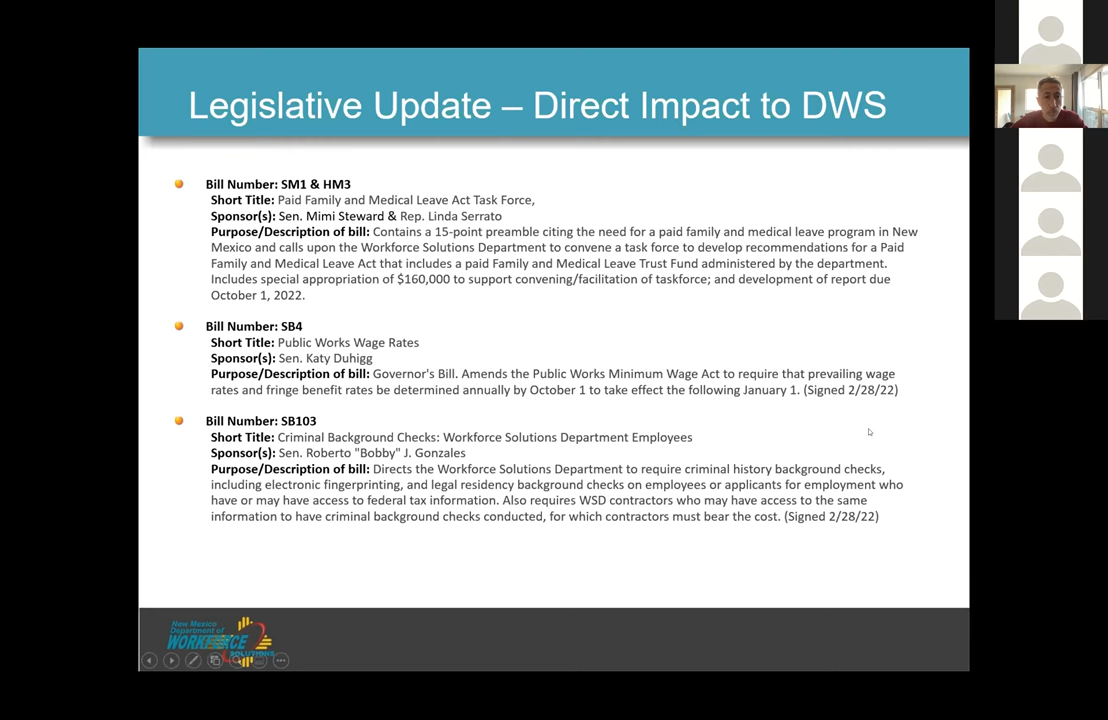 Legislative Update – Direct Impact to DWS
Bill Number: SM1 & HM3
Short Title: Paid Family and Medical Leave Act Task Force,
Sponsor(s): Sen. Mimi Steward & Rep. Linda Serrato
Purpose/Description of bill: Contains a 15-point preamble citing the need for a paid family and medical leave program in New
Mexico and calls upon the Workforce Solutions Department to convene a task force to develop recommendations for a Paid
Family and Medical Leave Act that includes a paid Family and Medical Leave Trust Fund administered by the department.
Includes special appropriation of $160,000 to support convening/facilitation of taskforce; and development of report due
October 1, 2022.
Bill Number: SB4
Short Title: Public Works Wage Rates
Sponsor(s): Sen. Katy Duhigg
Purpose/Description of bill: Governor's Bill. Amends the Public Works Minimum Wage Act to require that prevailing wage
rates and fringe benefit rates be determined annually by October 1 to take effect the following January 1. (Signed 2/28/22)
Bill Number: SB103
Short Title: Criminal Background Checks: Workforce Solutions Department Employees
Sponsor(s): Sen. Roberto "Bobby" J. Gonzales
Purpose/Description of bill: Directs the Workforce Solutions Department to require criminal history background checks,
including electronic fingerprinting, and legal residency background checks on employees or applicants for employment who
have or may have access to federal tax information. Also requires WSD contractors who may have access to the same
information to have criminal background checks conducted, for which contractors must bear the cost. (Signed 2/28/22)
New Mexico
Department of
WORKFORCE
SOLUTIONS